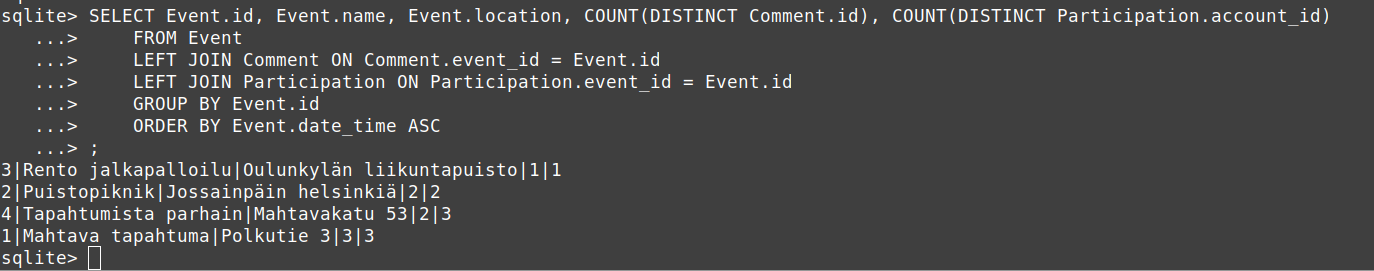 sqlite> SELECT Event.id, Event.name, Event.location, COUNT(DISTINCT Comment.id), COUNT(DISTINCT Participation.account_id)
   ...>     FROM Event
   ...>     LEFT JOIN Comment ON Comment.event_id = Event.id
   ...>     LEFT JOIN Participation ON Participation.event_id = Event.id
   ...>     GROUP BY Event.id
   ...>     ORDER BY Event.date_time ASC
   ...> ;
3|Rento jalkapalloilu|Oulunkylän liikuntapuisto|1|1
2|Puistopiknik|Jossainpäin helsinkiä|2|2
4|Tapahtumista parhain|Mahtavakatu 53|2|3
1|Mahtava tapahtuma|Polkutie 3|3|3
sqlite>